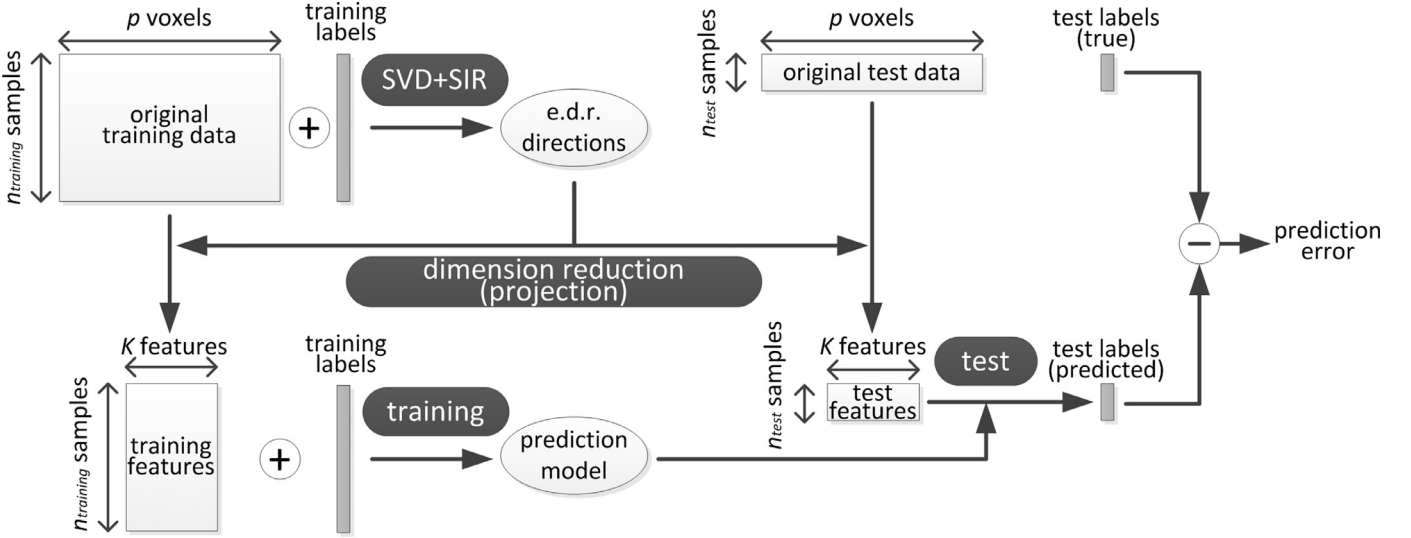 p voxels
training
labels
n_training samples
original
training data
+
SVD+SIR
e.d.r.
directions
p voxels
n_test samples
original test data
test labels
(true)
dimension reduction
(projection)
−
prediction
error
K features
n_training samples
training
features
+
training
labels
training
prediction
model
n_test samples
K features
test
features
test
test labels
(predicted)